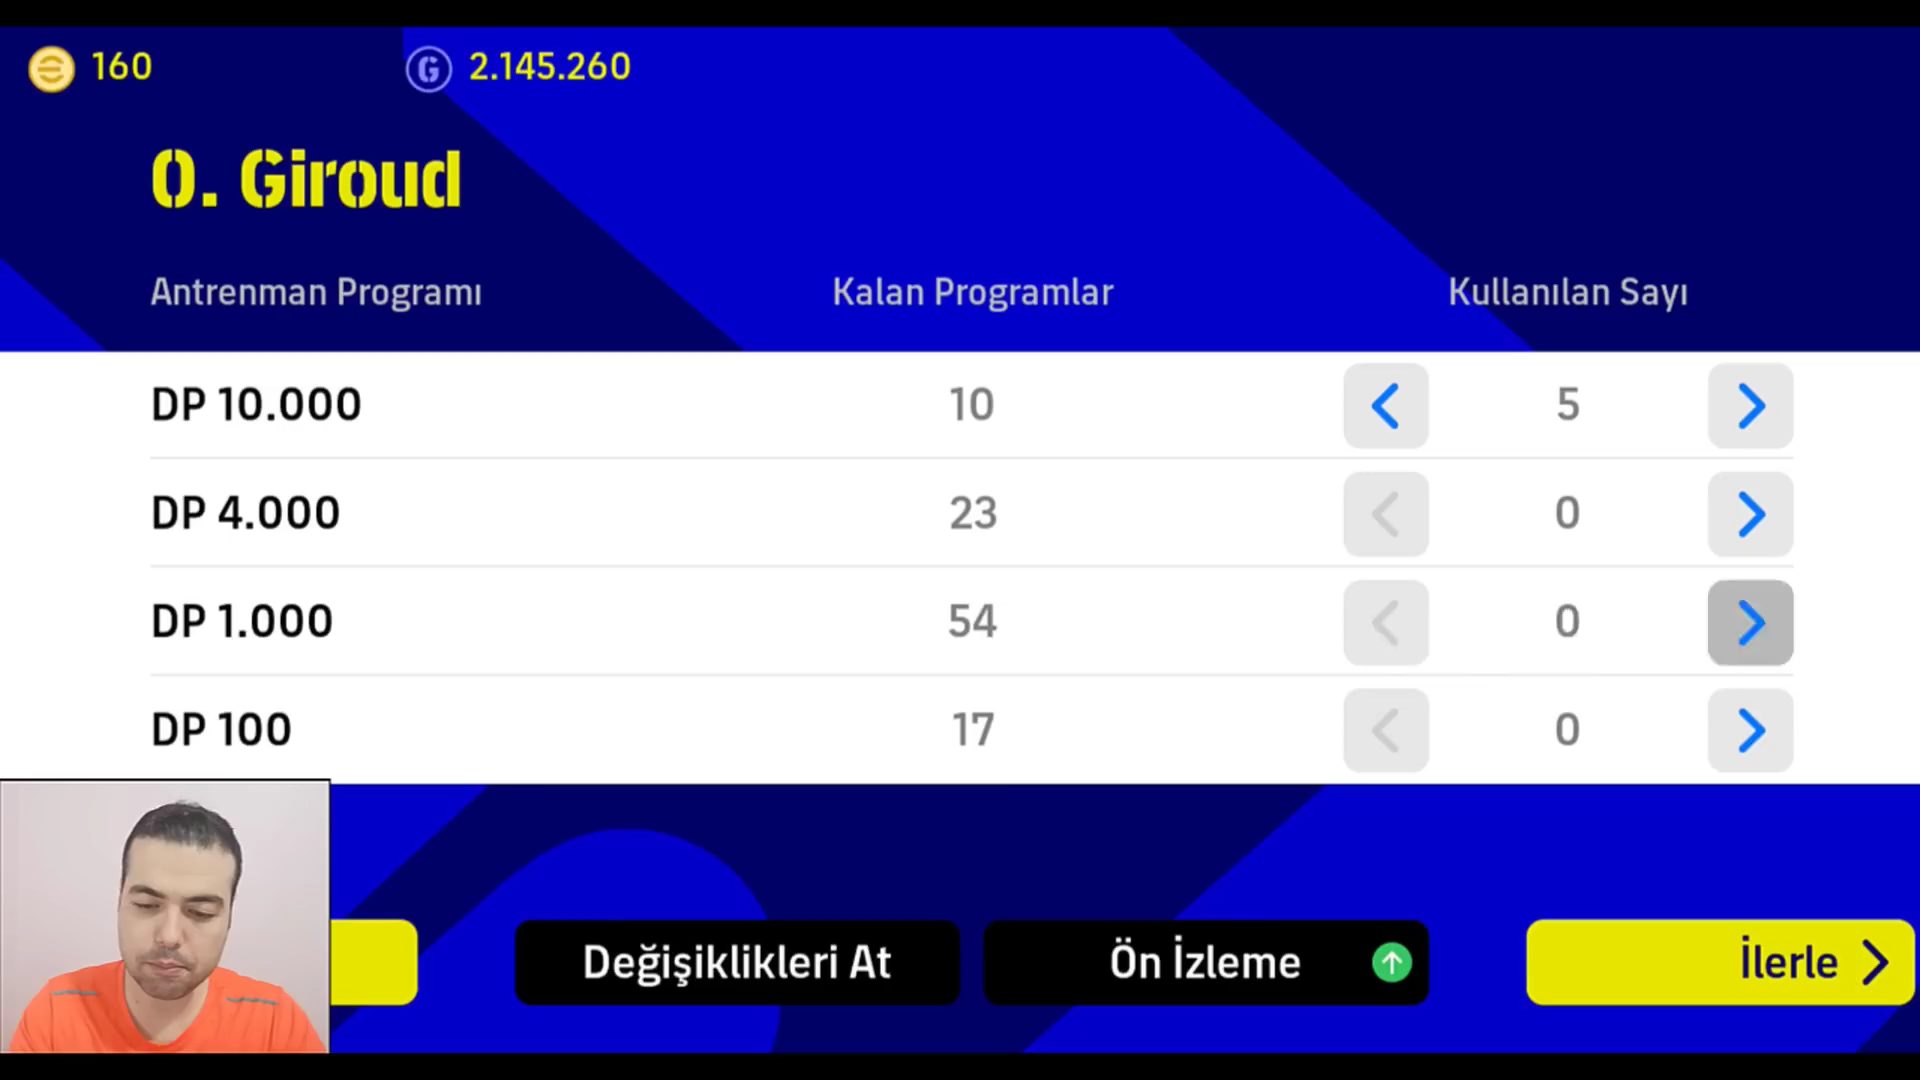 160
2.145.260
O. Giroud
Antrenman Programı Kalan Programlar Kullanılan Sayı
DP 10.000 10 5
DP 4.000 23 0
DP 1.000 54 0
DP 100 17 0
Değişiklikleri At Ön İzleme İlerle